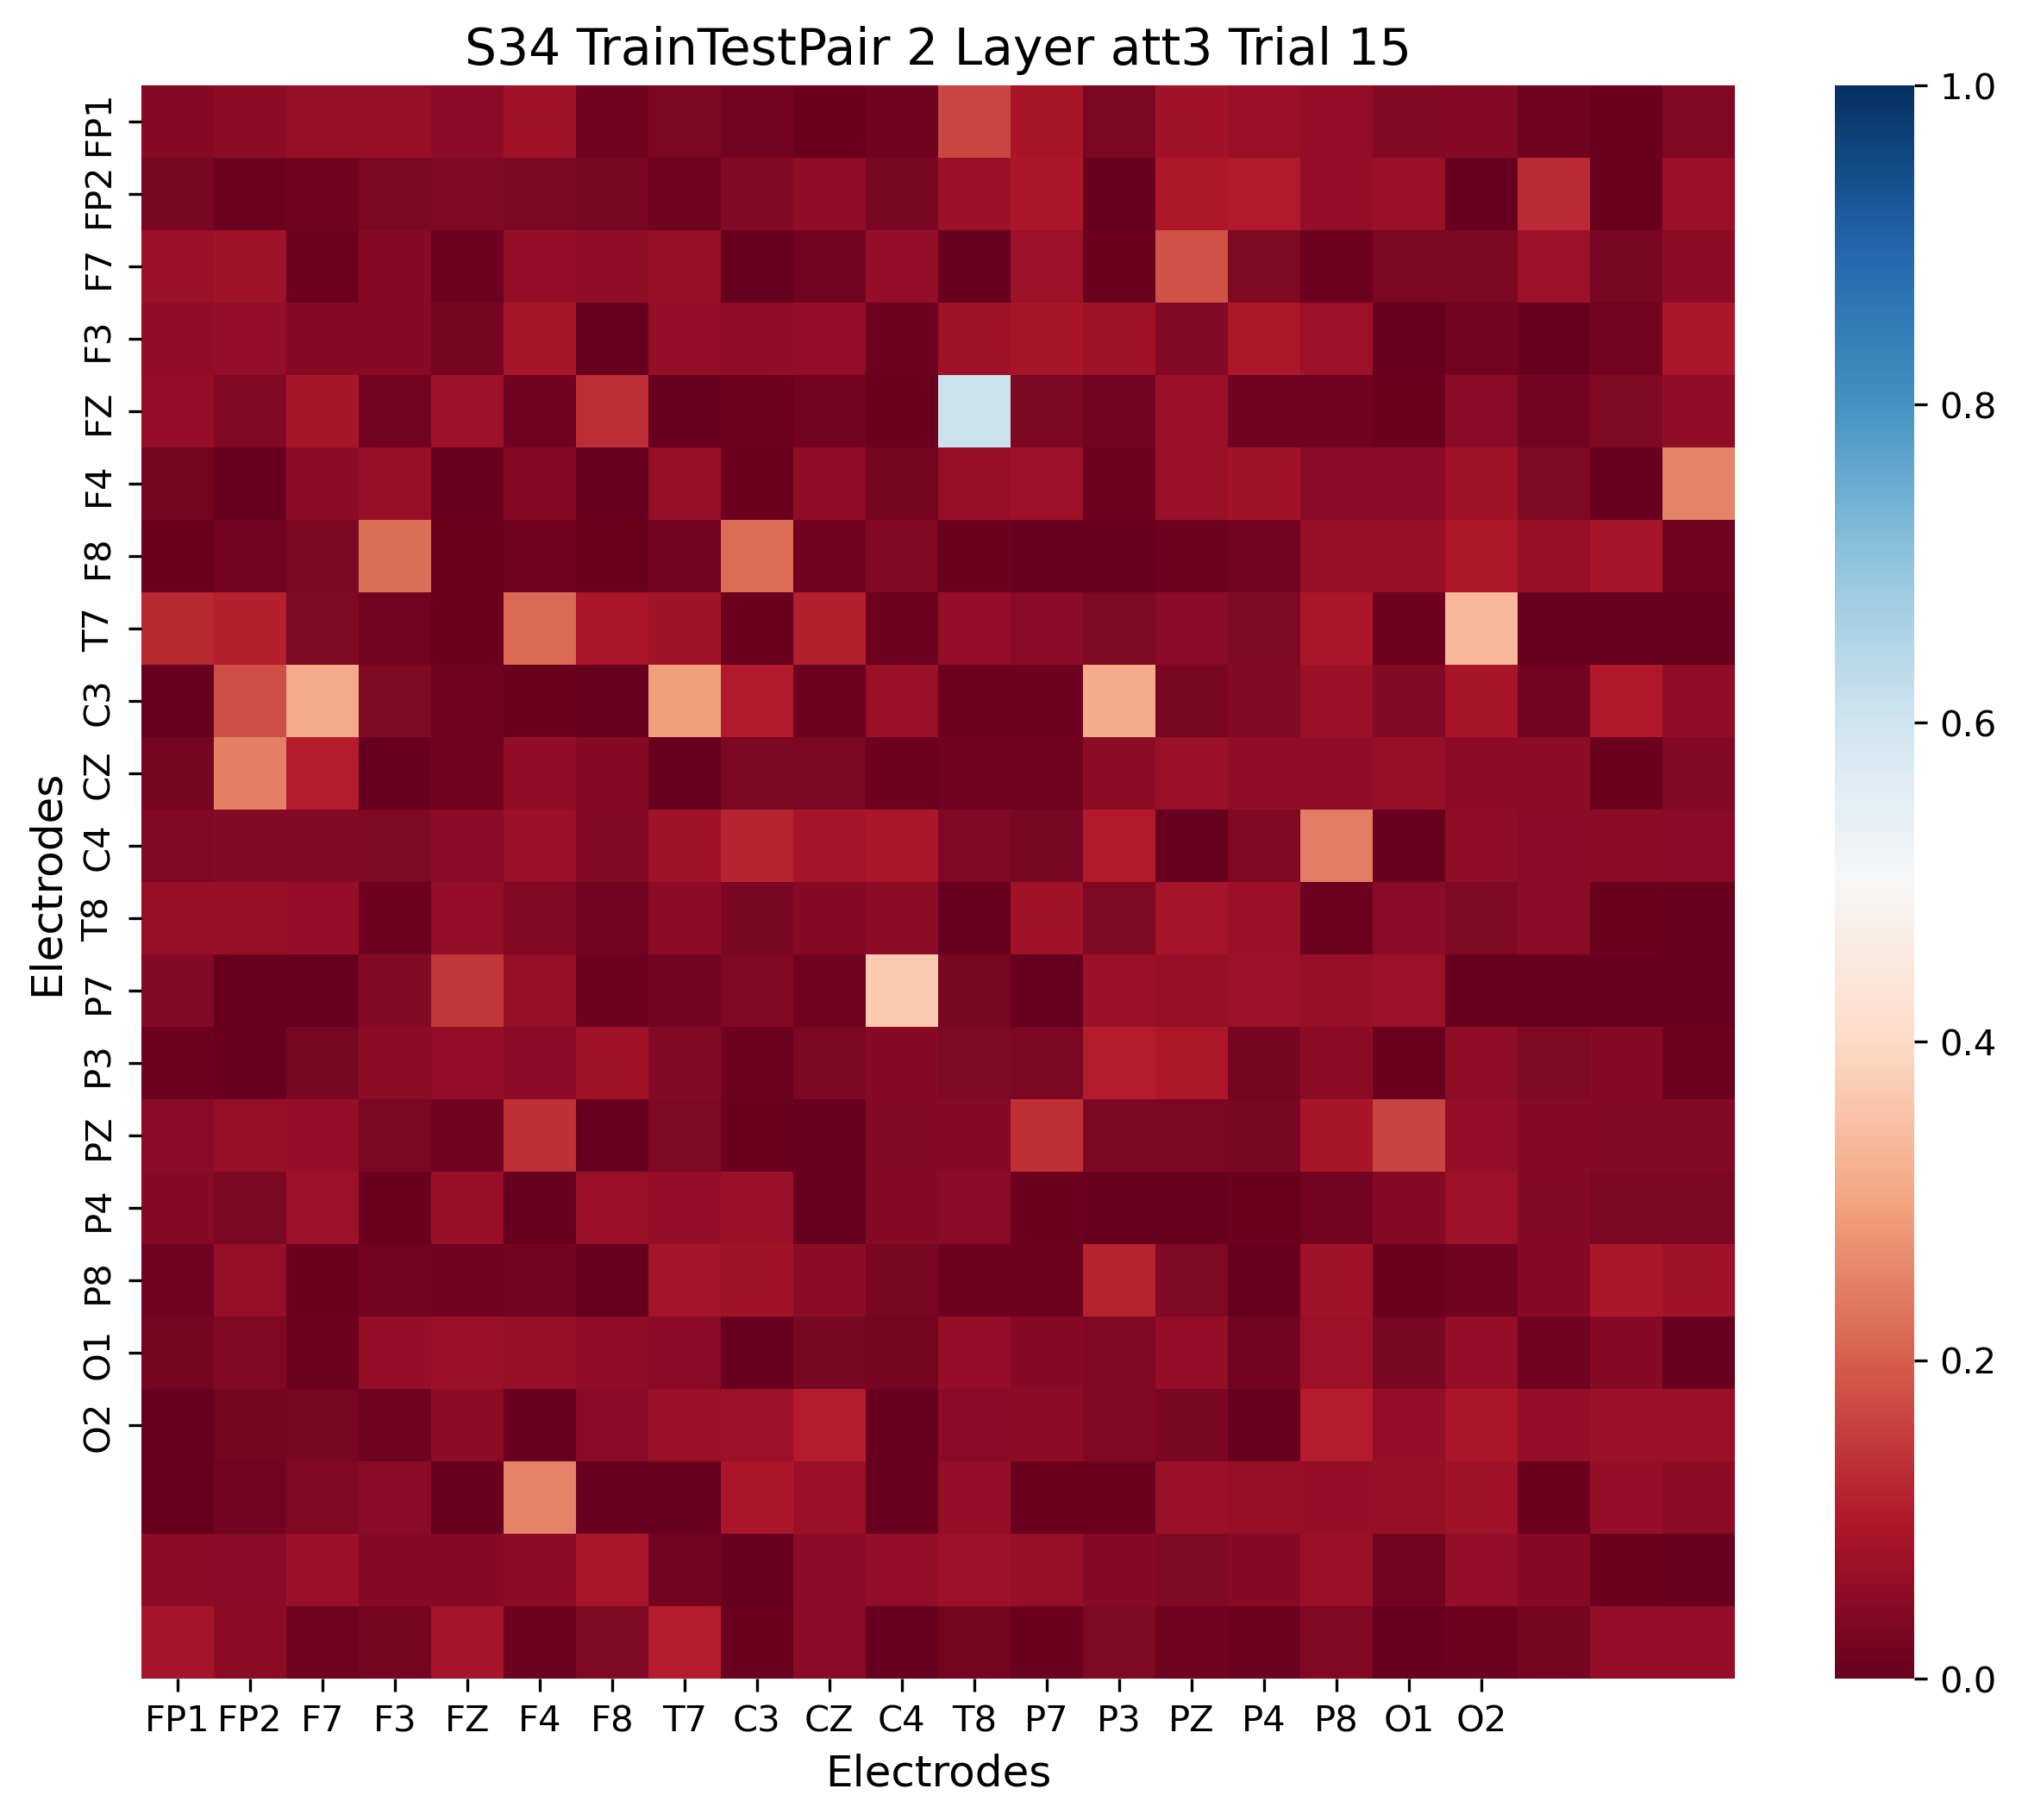 S34 TrainTestPair 2 Layer att3 Trial 15
Electrodes
FP1
FP2
F7
F3
FZ
F4
F8
T7
C3
CZ
C4
T8
P7
P3
PZ
P4
P8
O1
O2
FP1 FP2 F7 F3 FZ F4 F8 T7 C3 CZ C4 T8 P7 P3 PZ P4 P8 O1 O2
Electrodes
1.0
0.8
0.6
0.4
0.2
0.0